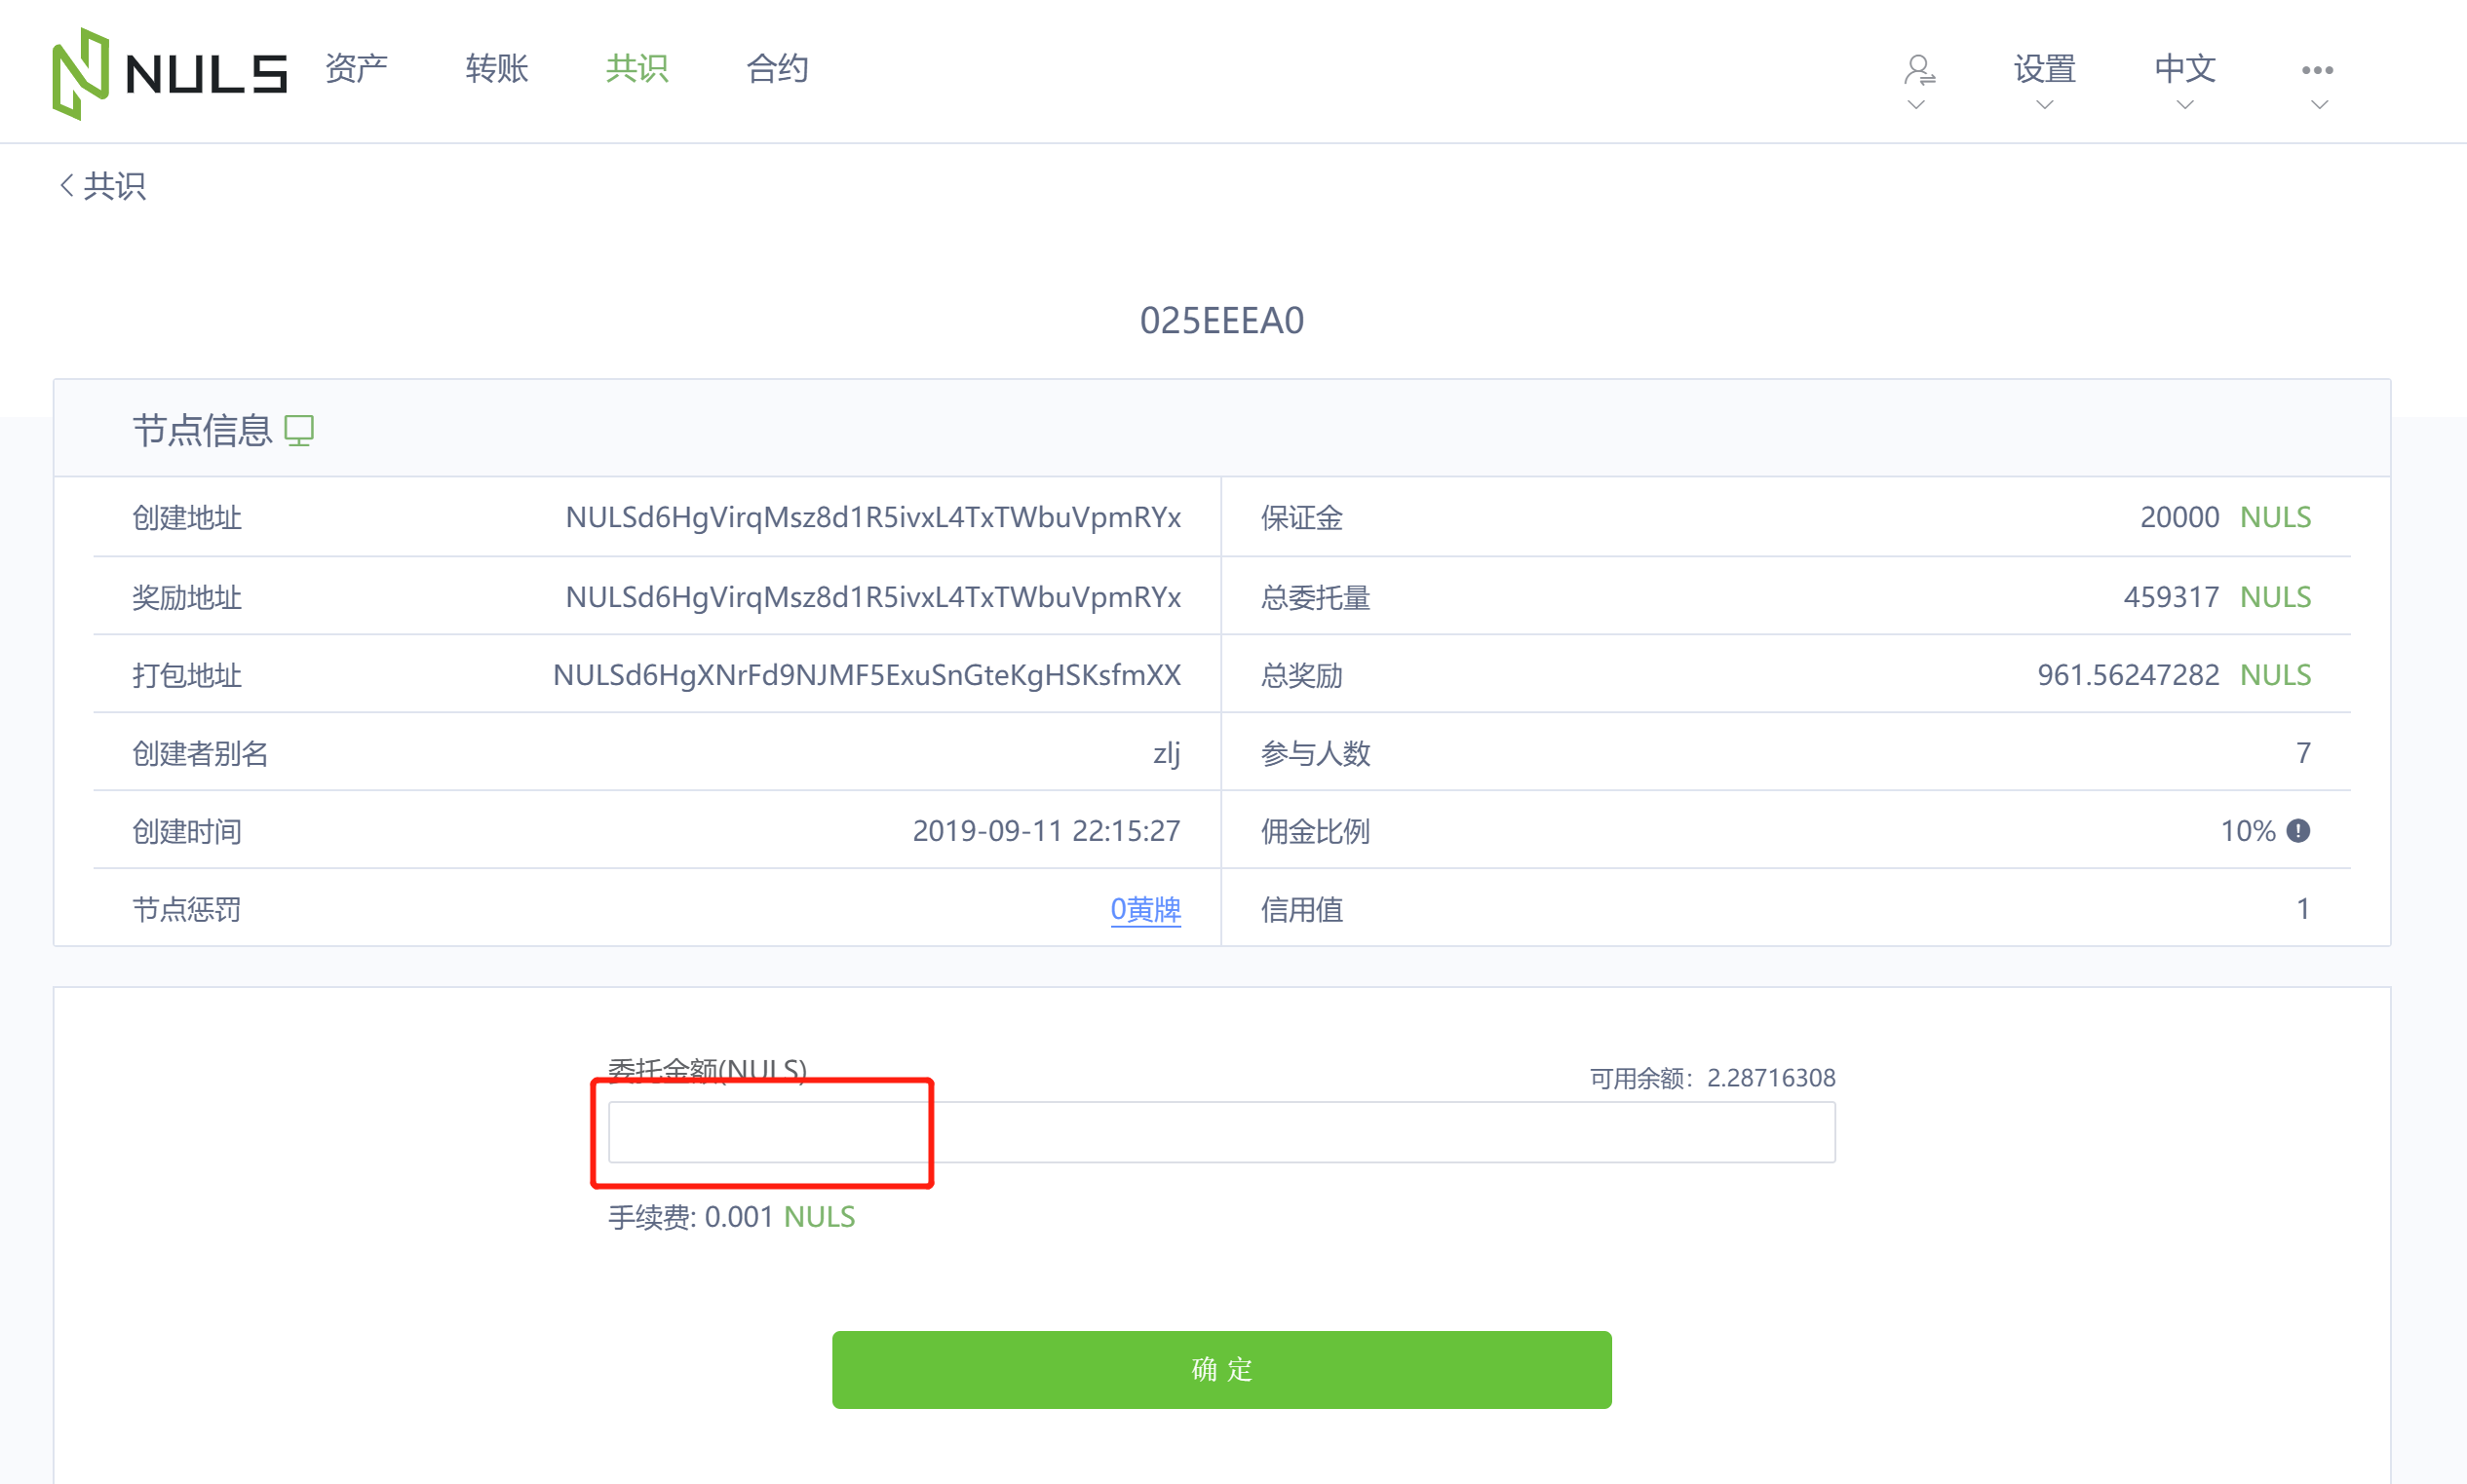 NULS 资产 转账 共识 合约 设置 中文
共识
025EEEA0
节点信息
创建地址 NULSd6HgVirqMsz8d1R5ivxL4TxTWbuVpmRYx 保证金 20000 NULS
奖励地址 NULSd6HgVirqMsz8d1R5ivxL4TxTWbuVpmRYx 总委托量 459317 NULS
打包地址 NULSd6HgXNrFd9NJMF5ExuSnGteKgHSKsfmXX 总奖励 961.56247282 NULS
创建者别名 zlj 参与人数 7
创建时间 2019-09-11 22:15:27 佣金比例 10%
节点惩罚 0黄牌 信用值 1
委托金额(NULS) 可用余额：2.28716308
手续费: 0.001 NULS
确 定